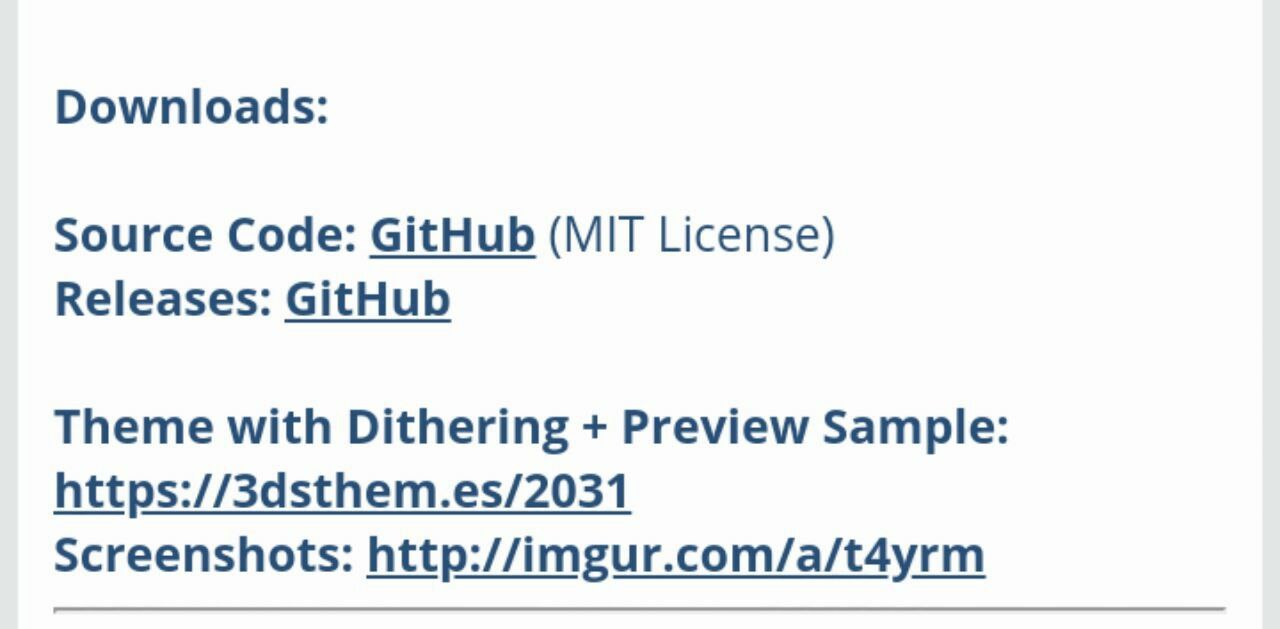 Downloads:
Source Code: GitHub (MIT License)
Releases: GitHub
Theme with Dithering + Preview Sample:
https://3dsthem.es/2031
Screenshots: http://imgur.com/a/t4yrm